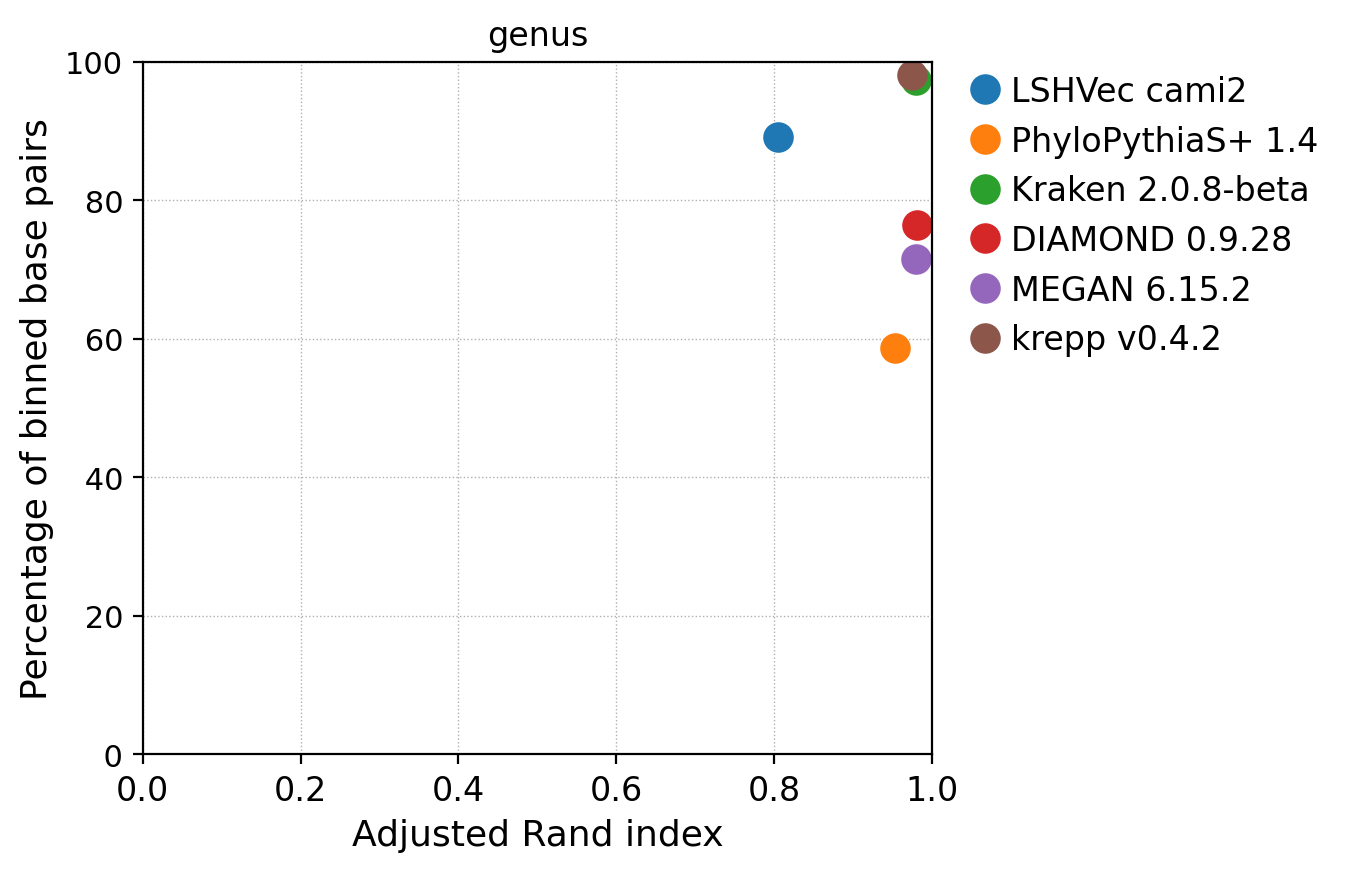 genus
Percentage of binned base pairs
100
80
60
40
20
0
0.0 0.2 0.4 0.6 0.8 1.0
Adjusted Rand index
LSHVec cami2
PhyloPythiaS+ 1.4
Kraken 2.0.8-beta
DIAMOND 0.9.28
MEGAN 6.15.2
krepp v0.4.2